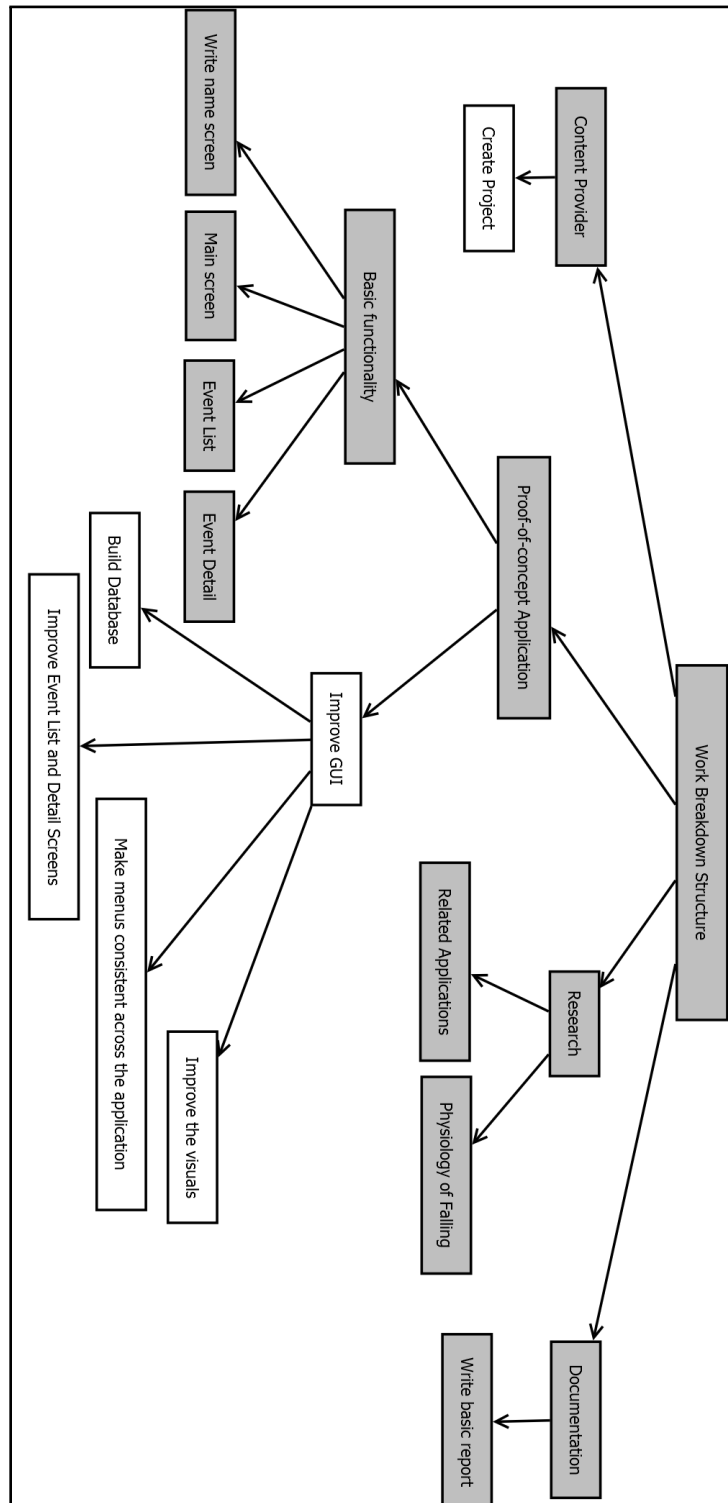 Work Breakdown Structure
Content Provider
Proof-of-concept Application
Research
Documentation
Create Project
Basic functionality
Improve GUI
Related Applications
Physiology of Falling
Write basic report
Write name screen
Main screen
Event List
Event Detail
Build Database
Improve Event List and Detail Screens
Make menus consistent across the application
Improve the visuals